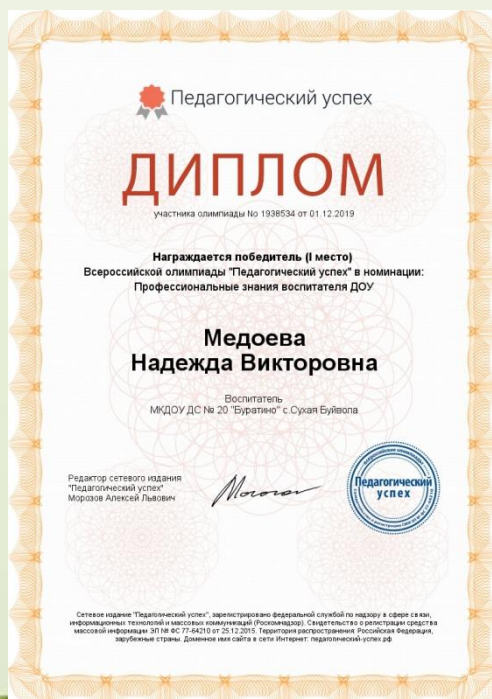 Педагогический успех
ДИПЛОМ
участника олимпиады No 1938534 от 01.12.2019
Награждается победитель (I место)
Всероссийской олимпиады "Педагогический успех" в номинации:
Профессиональные знания воспитателя ДОУ
Медоева
Надежда Викторовна
Воспитатель
МКДОУ ДС № 20 "Буратино" с.Сухая Буйвола
Редактор сетевого издания
"Педагогический успех"
Морозов Алексей Львович
Педагогический
успех
Сетевое издание "Педагогический успех", зарегистрировано федеральной службой по надзору в сфере связи,
информационных технологий и массовых коммуникаций (Роскомнадзор). Свидетельство о регистрации средства
массовой информации ЭЛ № ФС 77-64210 от 25.12.2015. Территория распространения: Российская Федерация,
зарубежные страны. Доменное имя сайта в сети Интернет: педагогический-успех.рф